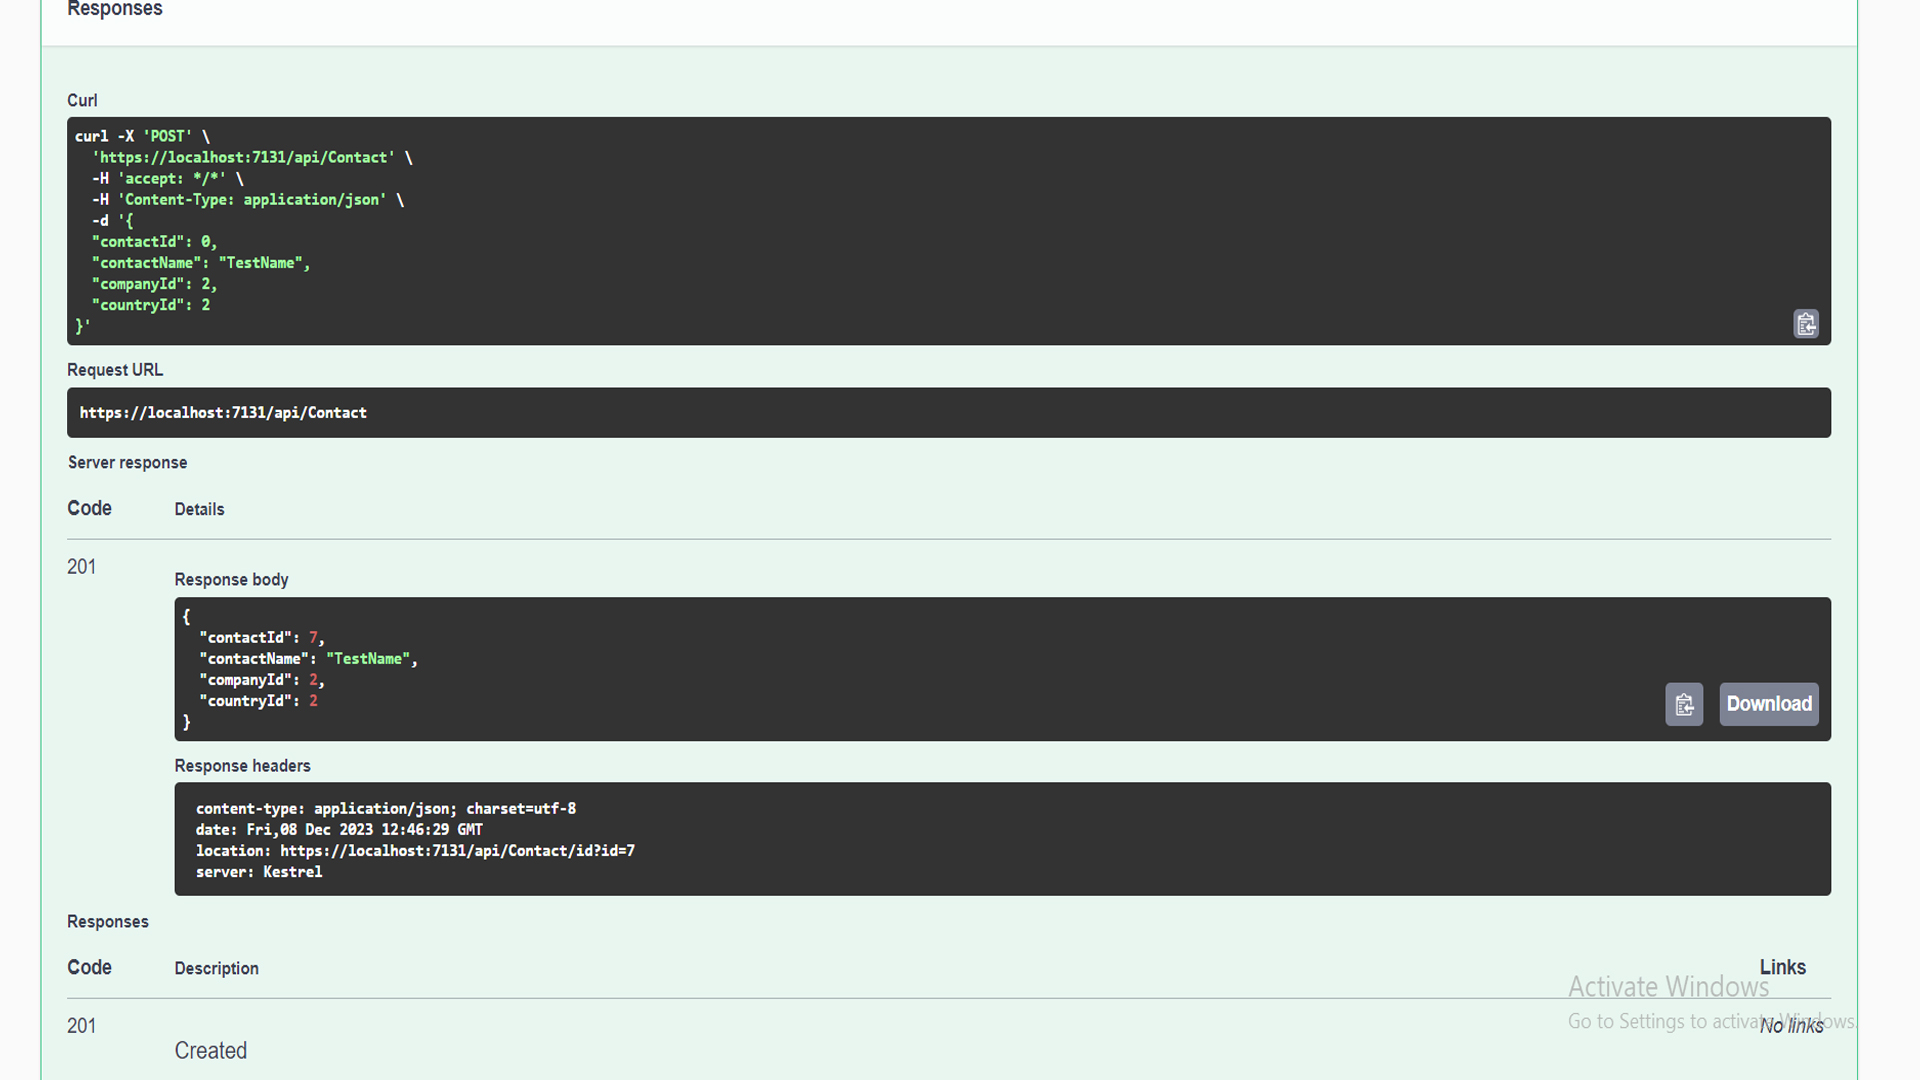 Responses
Curl
curl -X 'POST' \
  'https://localhost:7131/api/Contact' \
  -H 'accept: */*' \
  -H 'Content-Type: application/json' \
  -d '{
  "contactId": 0,
  "contactName": "TestName",
  "companyId": 2,
  "countryId": 2
}'
Request URL
https://localhost:7131/api/Contact
Server response
Code Details
201
Response body
{
  "contactId": 7,
  "contactName": "TestName",
  "companyId": 2,
  "countryId": 2
}
Download
Response headers
content-type: application/json; charset=utf-8
date: Fri,08 Dec 2023 12:46:29 GMT
location: https://localhost:7131/api/Contact/id?id=7
server: Kestrel
Responses
Code Description Links
Activate Windows
Go to Settings to activate Windows.
201 No links
Created